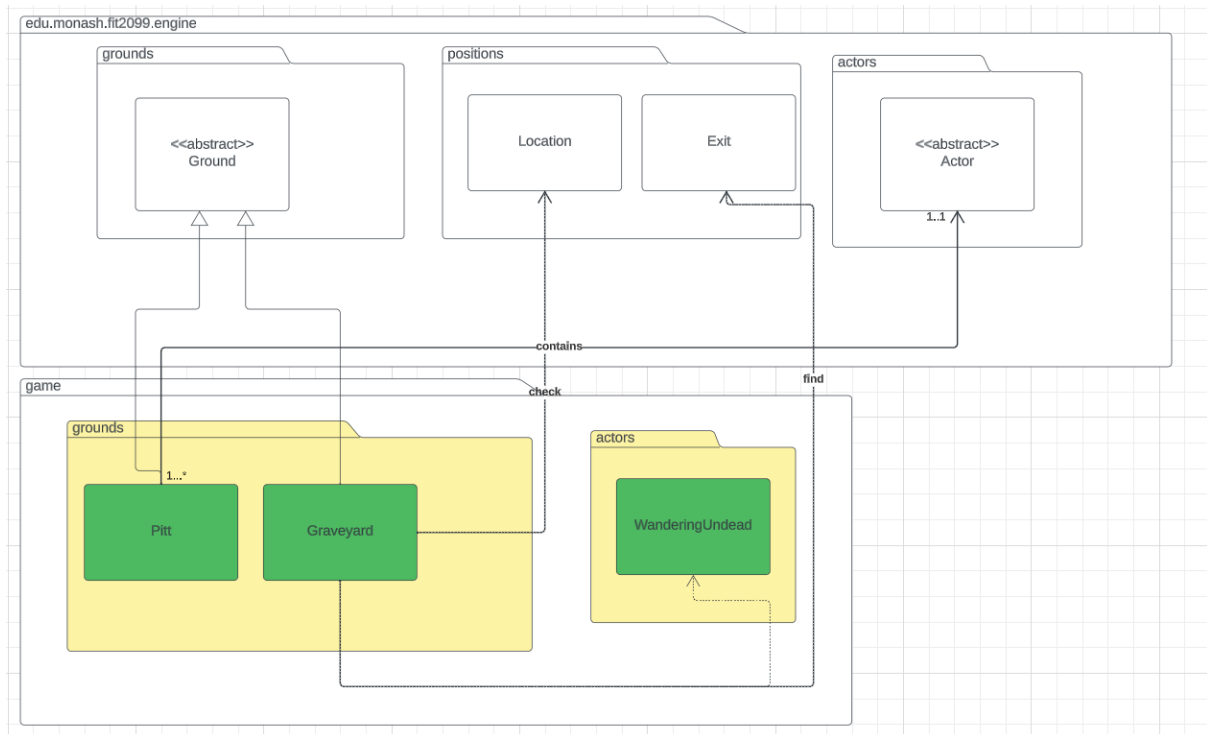 edu.monash.fit2099.engine
grounds
positions
actors
<<abstract>>
Ground
Location
Exit
<<abstract>>
Actor
1..1
contains
find
game
check
grounds
actors
1...*
Pitt
Graveyard
WanderingUndead